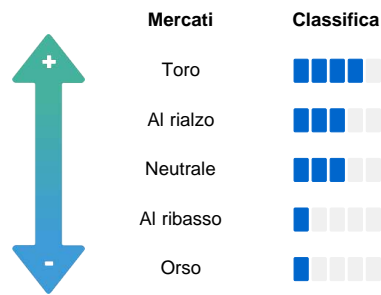 Mercati Classifica
+
Toro
Al rialzo
Neutrale
Al ribasso
-
Orso